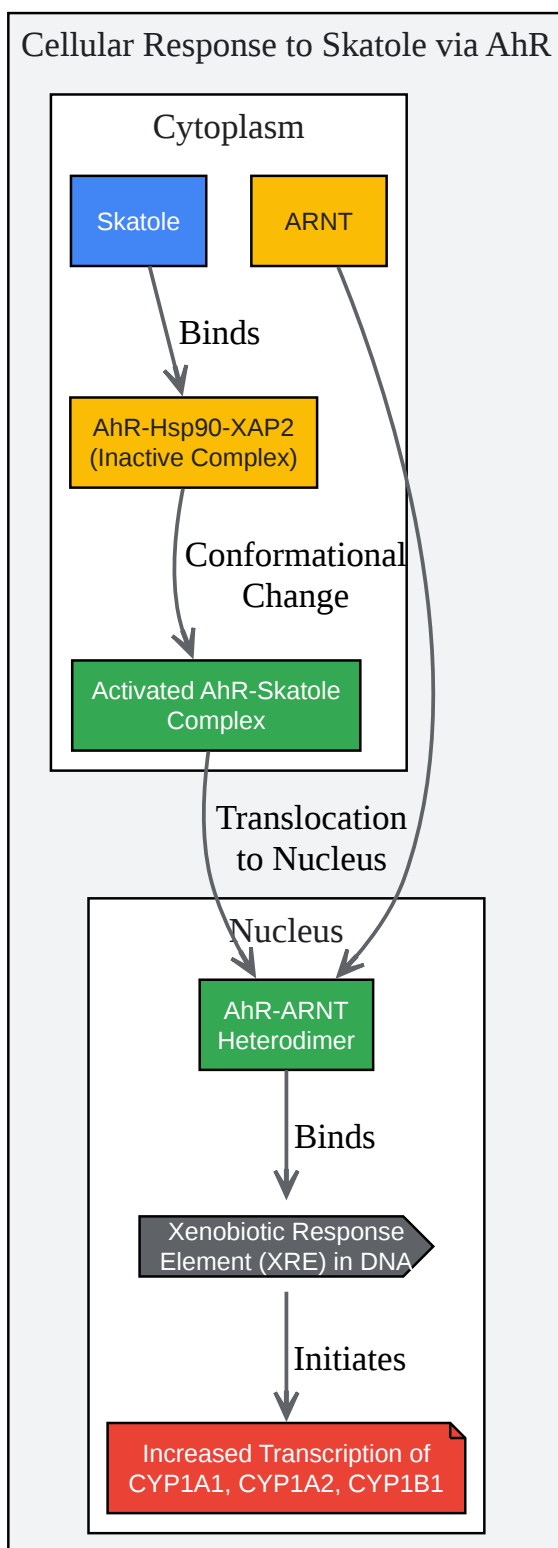 Cellular Response to Skatole via AhR
Cytoplasm
Skatole
ARNT
Binds
AhR-Hsp90-XAP2
(Inactive Complex)
Conformational
Change
Activated AhR-Skatole
Complex
Translocation
to Nucleus
Nucleus
AhR-ARNT
Heterodimer
Binds
Xenobiotic Response
Element (XRE) in DNA
Initiates
Increased Transcription of
CYP1A1, CYP1A2, CYP1B1